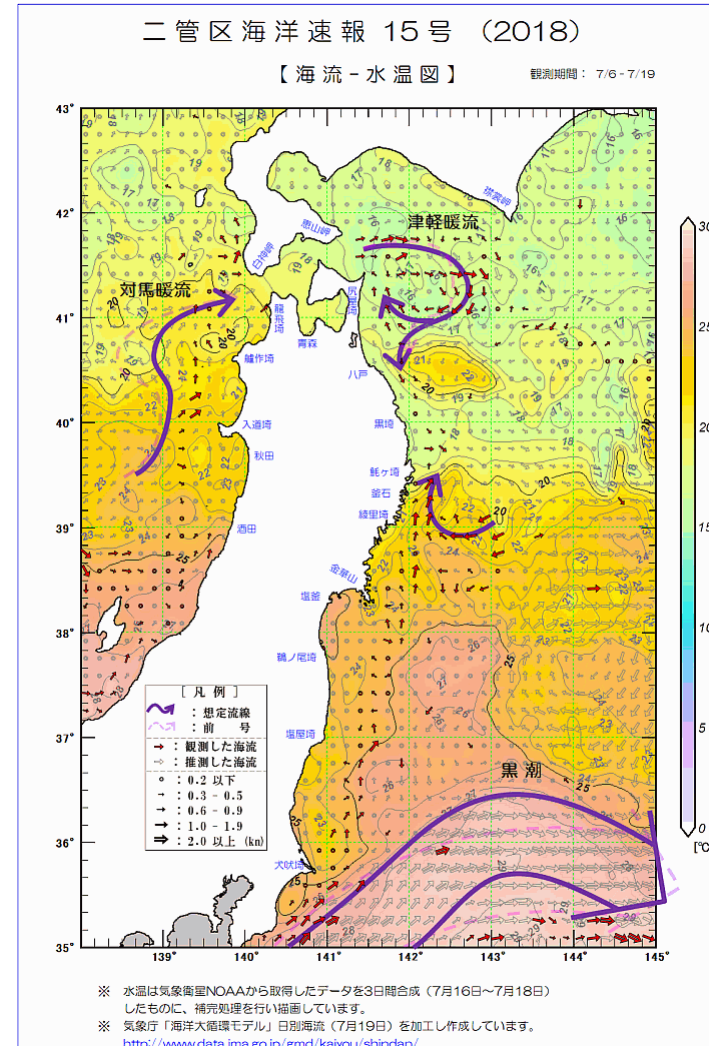 二管区海洋速報 15号 (2018)
【海流-水温図】
観測期間: 7/6-7/19
43°
42°
41°
40°
39°
38°
37°
36°
35°
139°
140°
141°
142°
143°
144°
145°
津軽暖流
対馬暖流
黒潮
襟裳岬
恵山岬
白神岬
龍飛埼
尻屋埼
青森
艫作埼
八戸
入道埼
黒埼
秋田
魹ヶ埼
釜石
綾里埼
酒田
金華山
塩釜
鵜ノ尾埼
塩屋埼
犬吠埼
[凡例]
: 想定流線
: 前 号
: 観測した海流
: 推測した海流
: 0.2 以下
: 0.3 - 0.5
: 0.6 - 0.9
: 1.0 - 1.9
: 2.0 以上 (kn)
30
20
15
10
5
0
[℃
※ 水温は気象衛星NOAAから取得したデータを3日間合成(7月16日~7月18日)
したものに、補完処理を行い描画しています。
※ 気象庁「海洋大循環モデル」日別海流(7月19日)を加工し作成しています。
http://www.data.jma.go.jp/gmd/kaiyou/shindan/